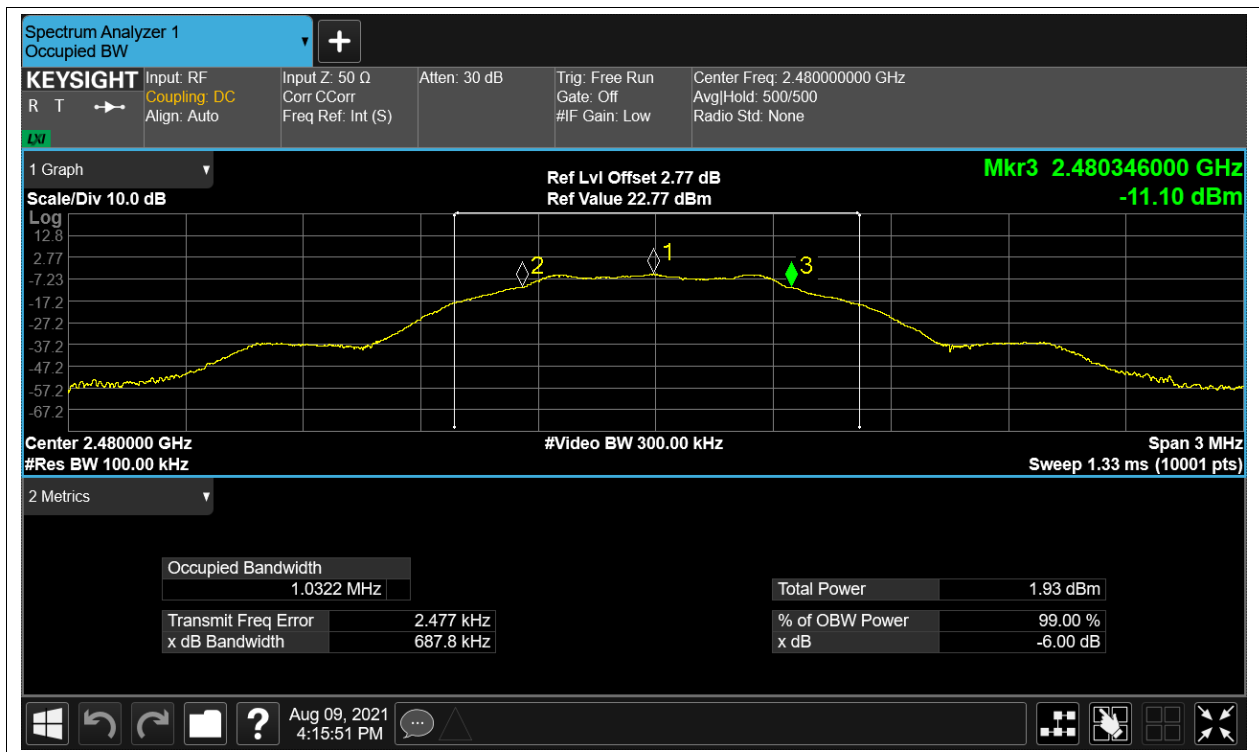 Spectrum Analyzer 1
Occupied BW
KEYSIGHT
R T
LXI
Input: RF
Coupling: DC
Align: Auto
Input Z: 50 Ω
Corr CCorr
Freq Ref: Int (S)
Atten: 30 dB
Trig: Free Run
Gate: Off
#IF Gain: Low
Center Freq: 2.480000000 GHz
Avg|Hold: 500/500
Radio Std: None
1 Graph
Scale/Div 10.0 dB
Ref Lvl Offset 2.77 dB
Ref Value 22.77 dBm
Mkr3 2.480346000 GHz
-11.10 dBm
Log
12.8
2.77
-7.23
-17.2
-27.2
-37.2
-47.2
-57.2
-67.2
2
1
3
Center 2.480000 GHz
#Res BW 100.00 kHz
#Video BW 300.00 kHz
Span 3 MHz
Sweep 1.33 ms (10001 pts)
2 Metrics
Occupied Bandwidth
1.0322 MHz
Transmit Freq Error 2.477 kHz
x dB Bandwidth 687.8 kHz
Total Power 1.93 dBm
% of OBW Power 99.00 %
x dB -6.00 dB
?
Aug 09, 2021
4:15:51 PM